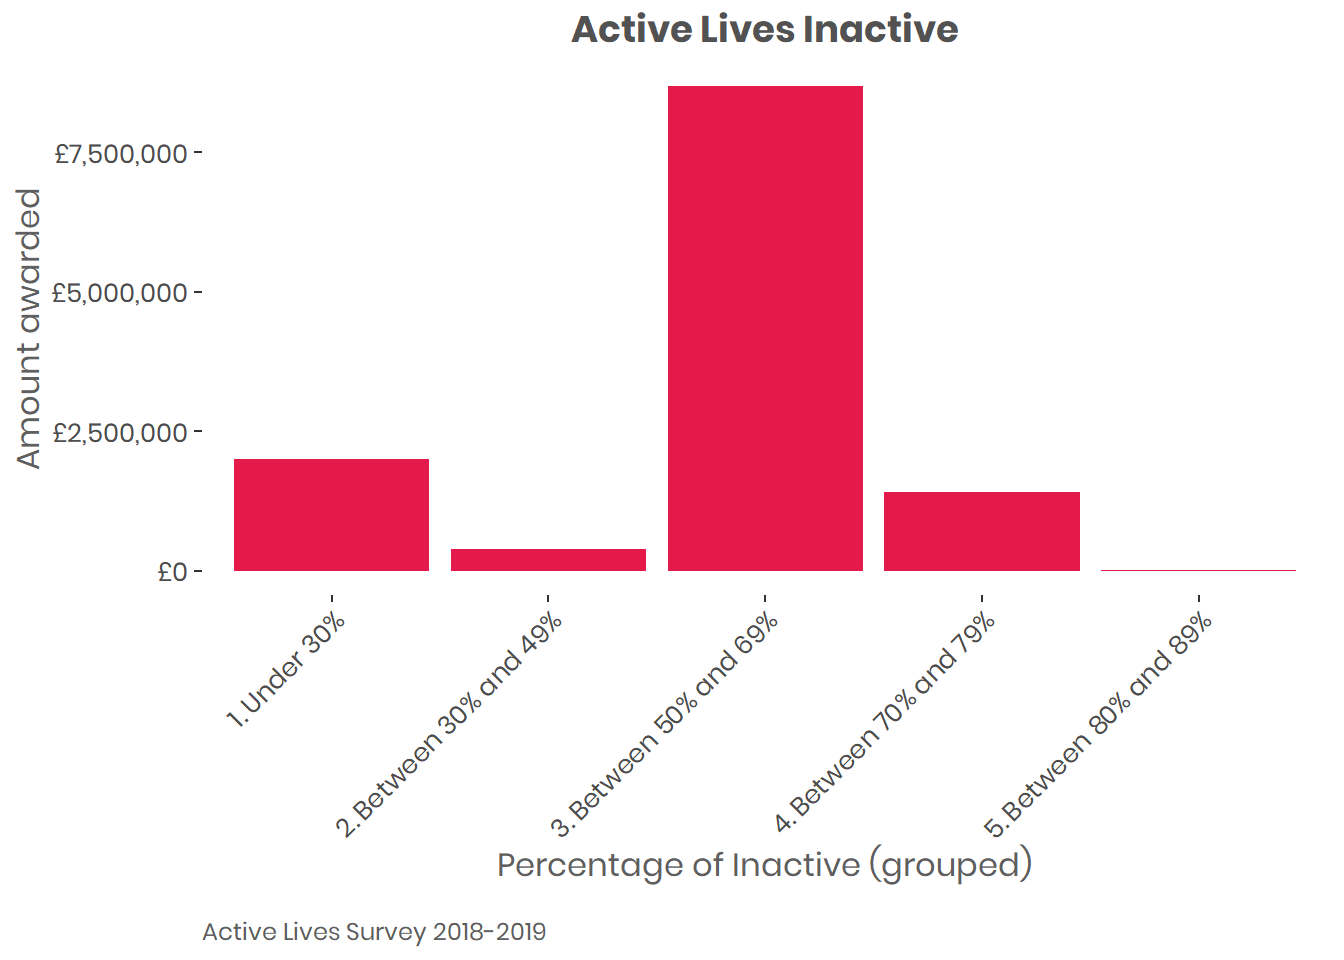 Active Lives Inactive
£7,500,000
£5,000,000
£2,500,000
£0
Amount awarded
1. Under 30%
2. Between 30% and 49%
3. Between 50% and 69%
4. Between 70% and 79%
5. Between 80% and 89%
Percentage of Inactive (grouped)
Active Lives Survey 2018-2019